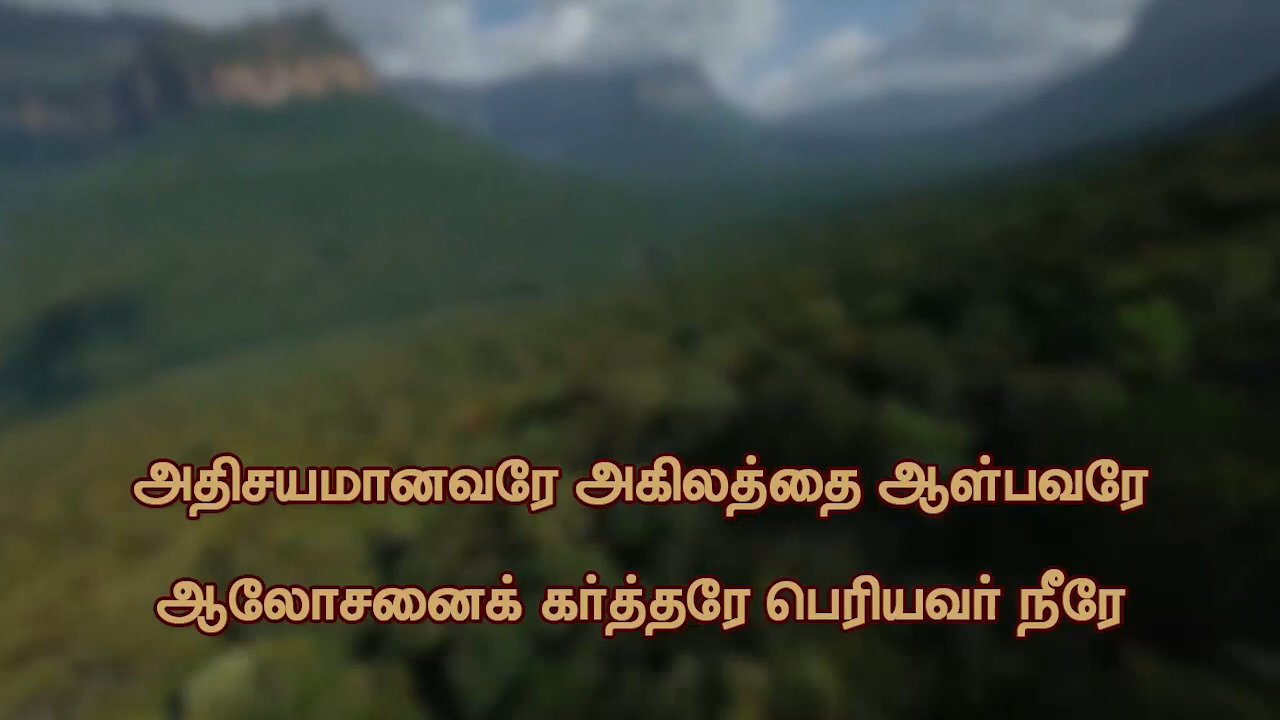 அதிசயமானவரே அகிலத்தை ஆள்பவரே
ஆலோசனைக் கர்த்தரே பெரியவர் நீரே